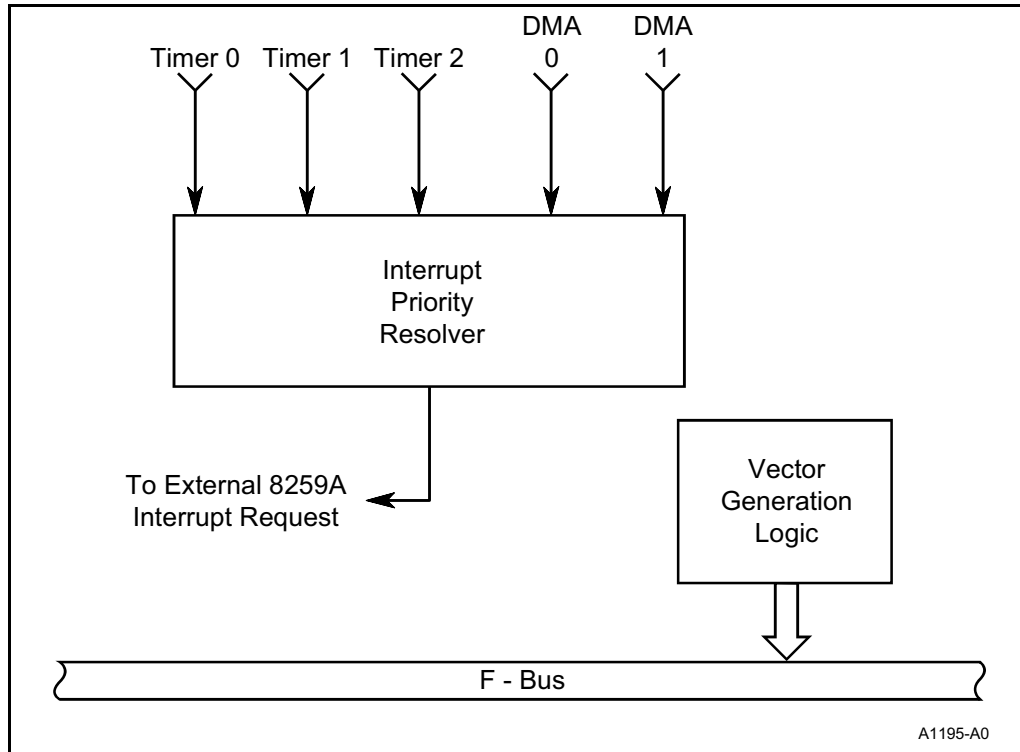 Timer 0
Timer 1
Timer 2
DMA
0
DMA
1
Interrupt
Priority
Resolver
To External 8259A
Interrupt Request
Vector
Generation
Logic
F - Bus
A1195-A0